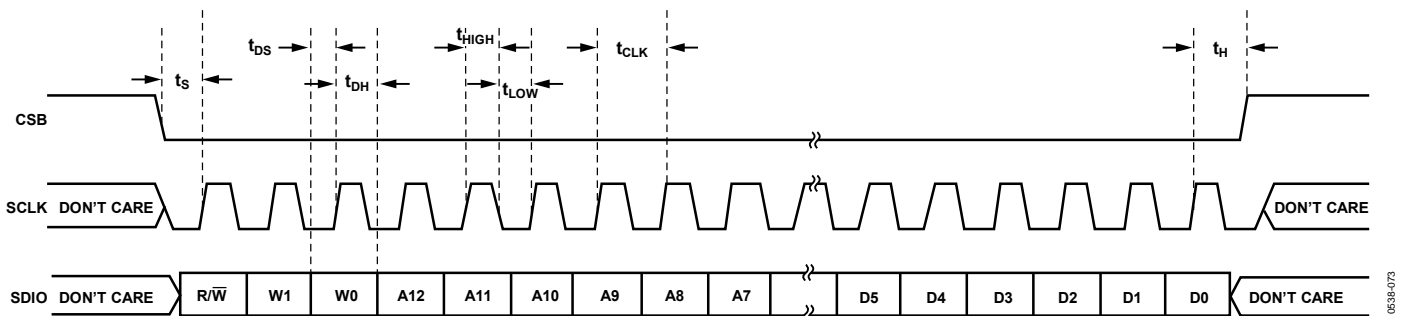 tHIGH
tDS
tCLK
tH
tS
tDH
tLOW
CSB
SCLK DON'T CARE DON'T CARE
SDIO DON'T CARE R/W̅ W1 W0 A12 A11 A10 A9 A8 A7 D5 D4 D3 D2 D1 D0 DON'T CARE
0538-073